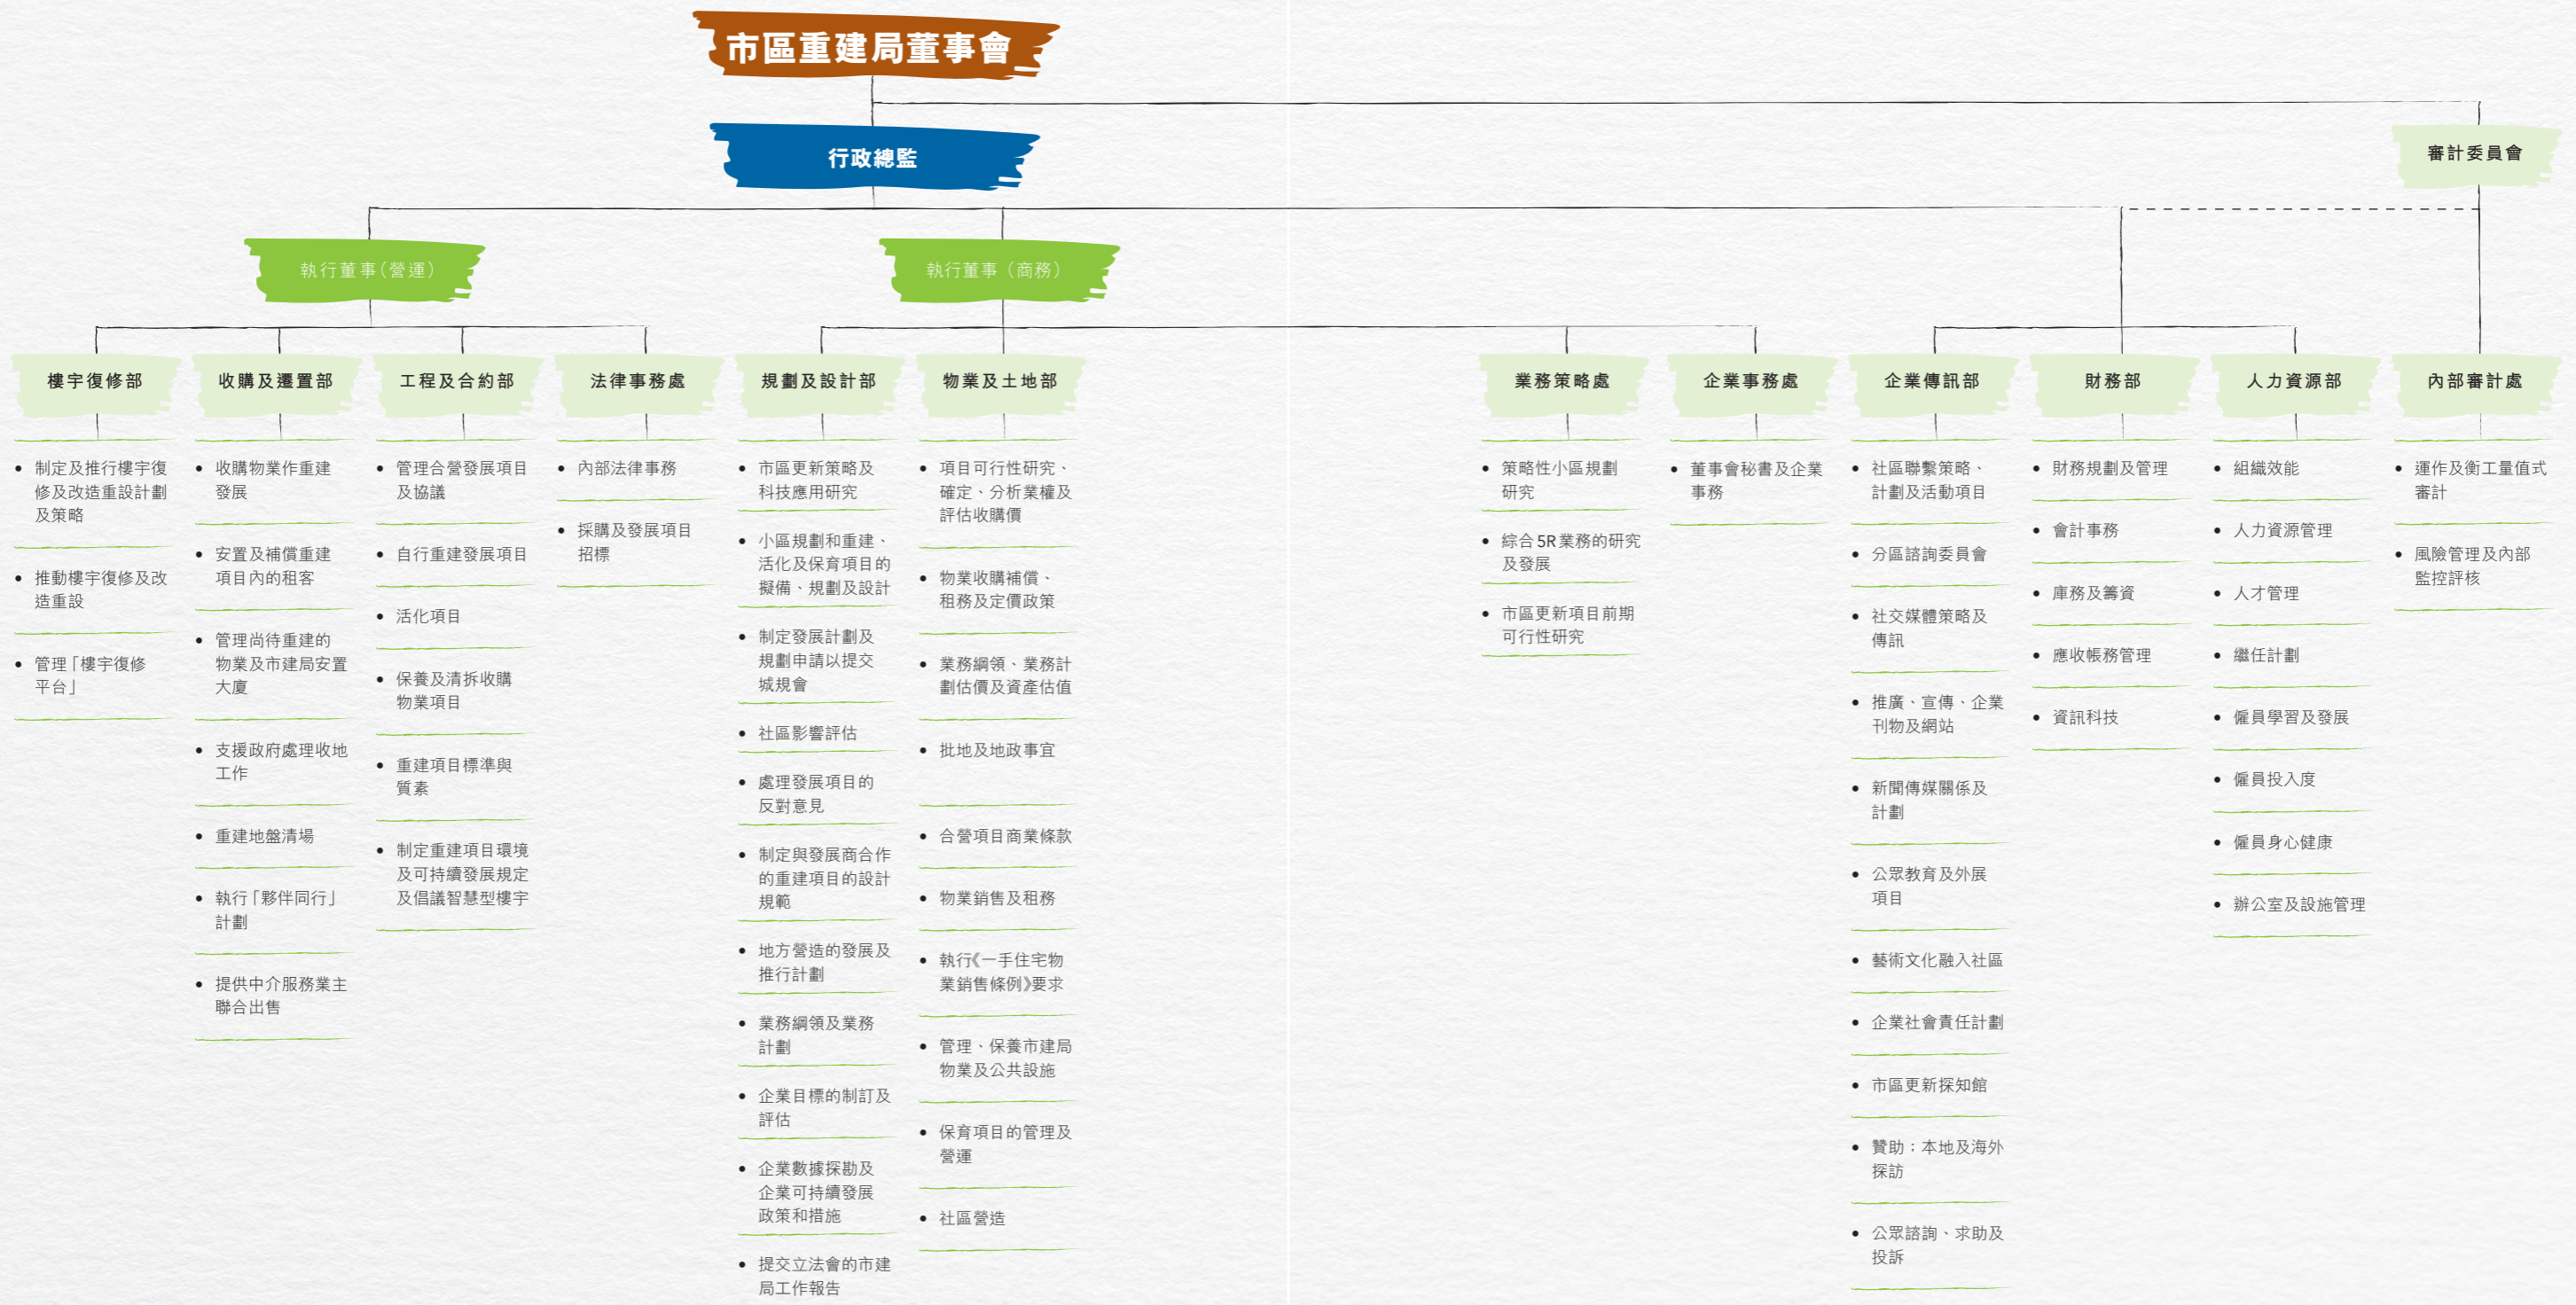 市區重建局董事會
行政總監
審計委員會
執行董事（營運）
執行董事（商務）
樓宇復修部
制定及推行樓宇復
修及改造重設計劃
及策略
推動樓宇復修及改
造重設
管理「樓宇復修
平台」
收購及遷置部
收購物業作重建
發展
安置及補償重建
項目內的租客
管理尚待重建的
物業及市建局安置
大廈
支援政府處理收地
工作
重建地盤清場
執行「夥伴同行」
計劃
提供中介服務業主
聯合出售
工程及合約部
管理合營發展項目
及協議
自行重建發展項目
活化項目
保養及清拆收購
物業項目
重建項目標準與
質素
制定重建項目環境
及可持續發展規定
及倡議智慧型樓宇
法律事務處
內部法律事務
採購及發展項目
招標
規劃及設計部
市區更新策略及
科技應用研究
小區規劃和重建、
活化及保育項目的
擬備、規劃及設計
制定發展計劃及
規劃申請以提交
城規會
社區影響評估
處理發展項目的
反對意見
制定與發展商合作
的重建項目的設計
規範
地方營造的發展及
推行計劃
業務綱領及業務
計劃
企業目標的制訂及
評估
企業數據探勘及
企業可持續發展
政策和措施
提交立法會的市建
局工作報告
物業及土地部
項目可行性研究、
確定、分析業權及
評估收購價
物業收購補償、
租務及定價政策
業務綱領、業務計
劃估價及資產估值
批地及地政事宜
合營項目商業條款
物業銷售及租務
執行《一手住宅物
業銷售條例》要求
管理、保養市建局
物業及公共設施
保育項目的管理及
營運
社區營造
業務策略處
策略性小區規劃
研究
綜合5R業務的研究
及發展
市區更新項目前期
可行性研究
企業事務處
董事會秘書及企業
事務
企業傳訊部
社區聯繫策略、
計劃及活動項目
分區諮詢委員會
社交媒體策略及
傳訊
推廣、宣傳、企業
刊物及網站
新聞傳媒關係及
計劃
公眾教育及外展
項目
藝術文化融入社區
企業社會責任計劃
市區更新探知館
贊助；本地及海外
探訪
公眾諮詢、求助及
投訴
財務部
財務規劃及管理
會計事務
庫務及籌資
應收帳務管理
資訊科技
人力資源部
組織效能
人力資源管理
人才管理
繼任計劃
僱員學習及發展
僱員投入度
僱員身心健康
辦公室及設施管理
內部審計處
運作及衡工量值式
審計
風險管理及內部
監控評核